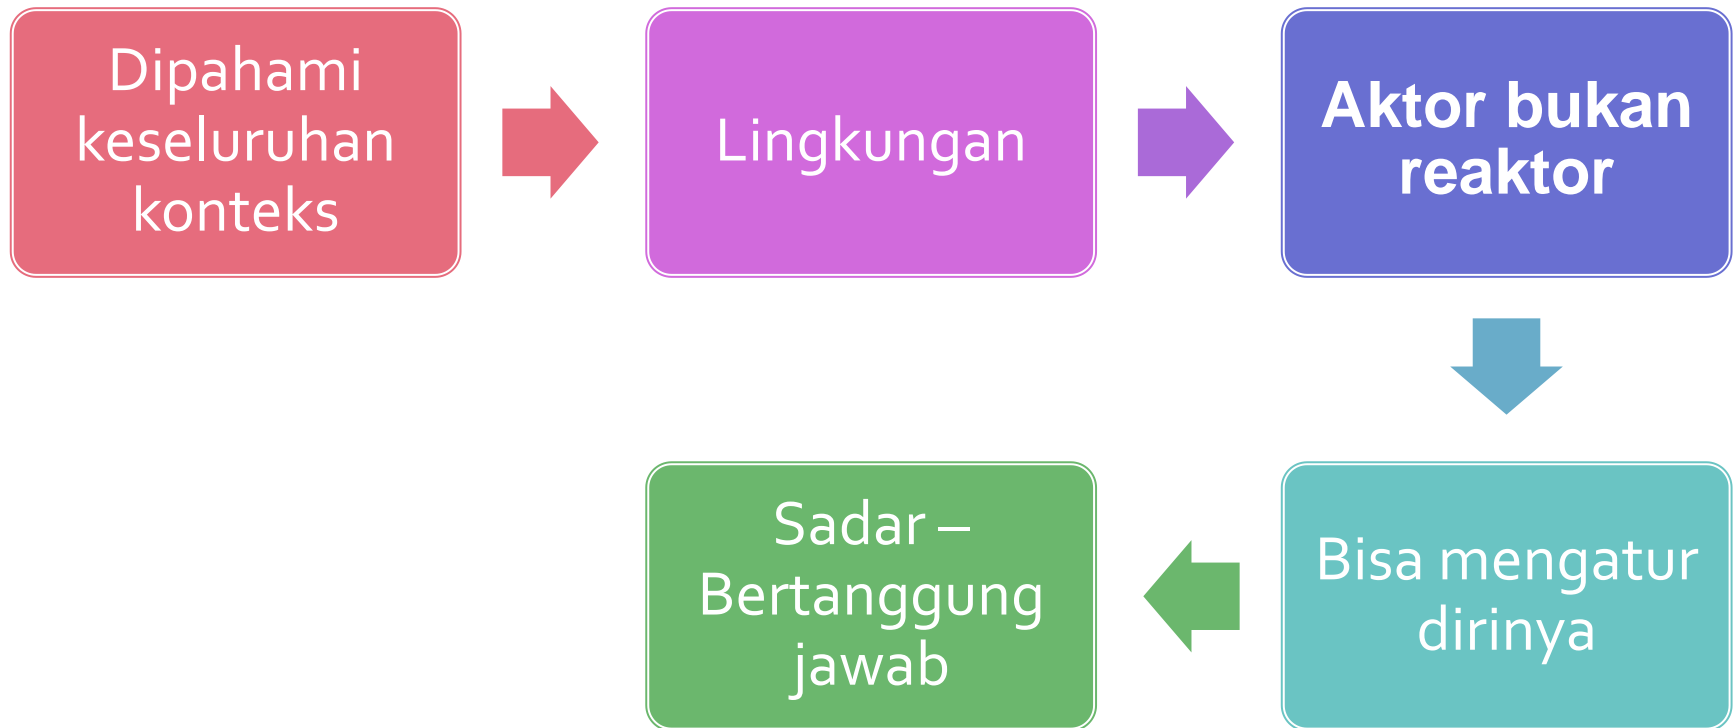 Dipahami
keseluruhan
konteks
Lingkungan
Aktor bukan
reaktor
Bisa mengatur
dirinya
Sadar –
Bertanggung
jawab